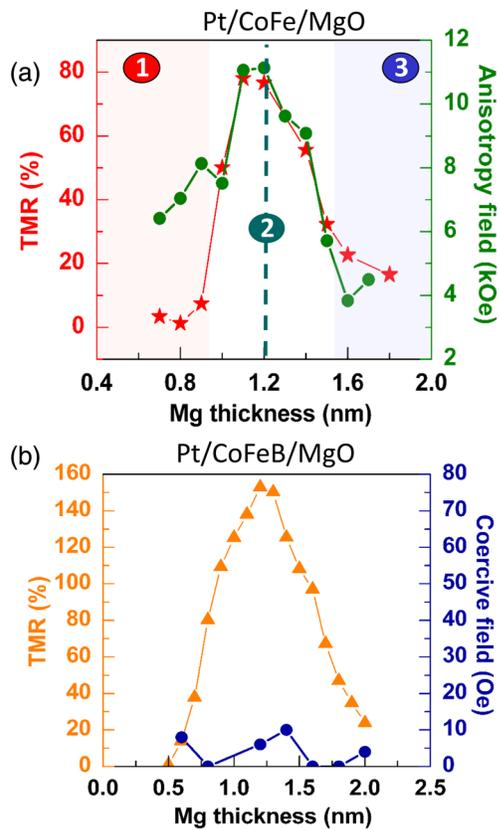 Pt/CoFe/MgO
(a)
1
3
2
80
60
40
20
0
TMR (%)
12
10
8
6
4
2
Anisotropy field (kOe)
0.4 0.8 1.2 1.6 2.0
Mg thickness (nm)
(b)
Pt/CoFeB/MgO
160
140
120
100
80
60
40
20
0
TMR (%)
80
70
60
50
40
30
20
10
0
Coercive field (Oe)
0.0 0.5 1.0 1.5 2.0 2.5
Mg thickness (nm)